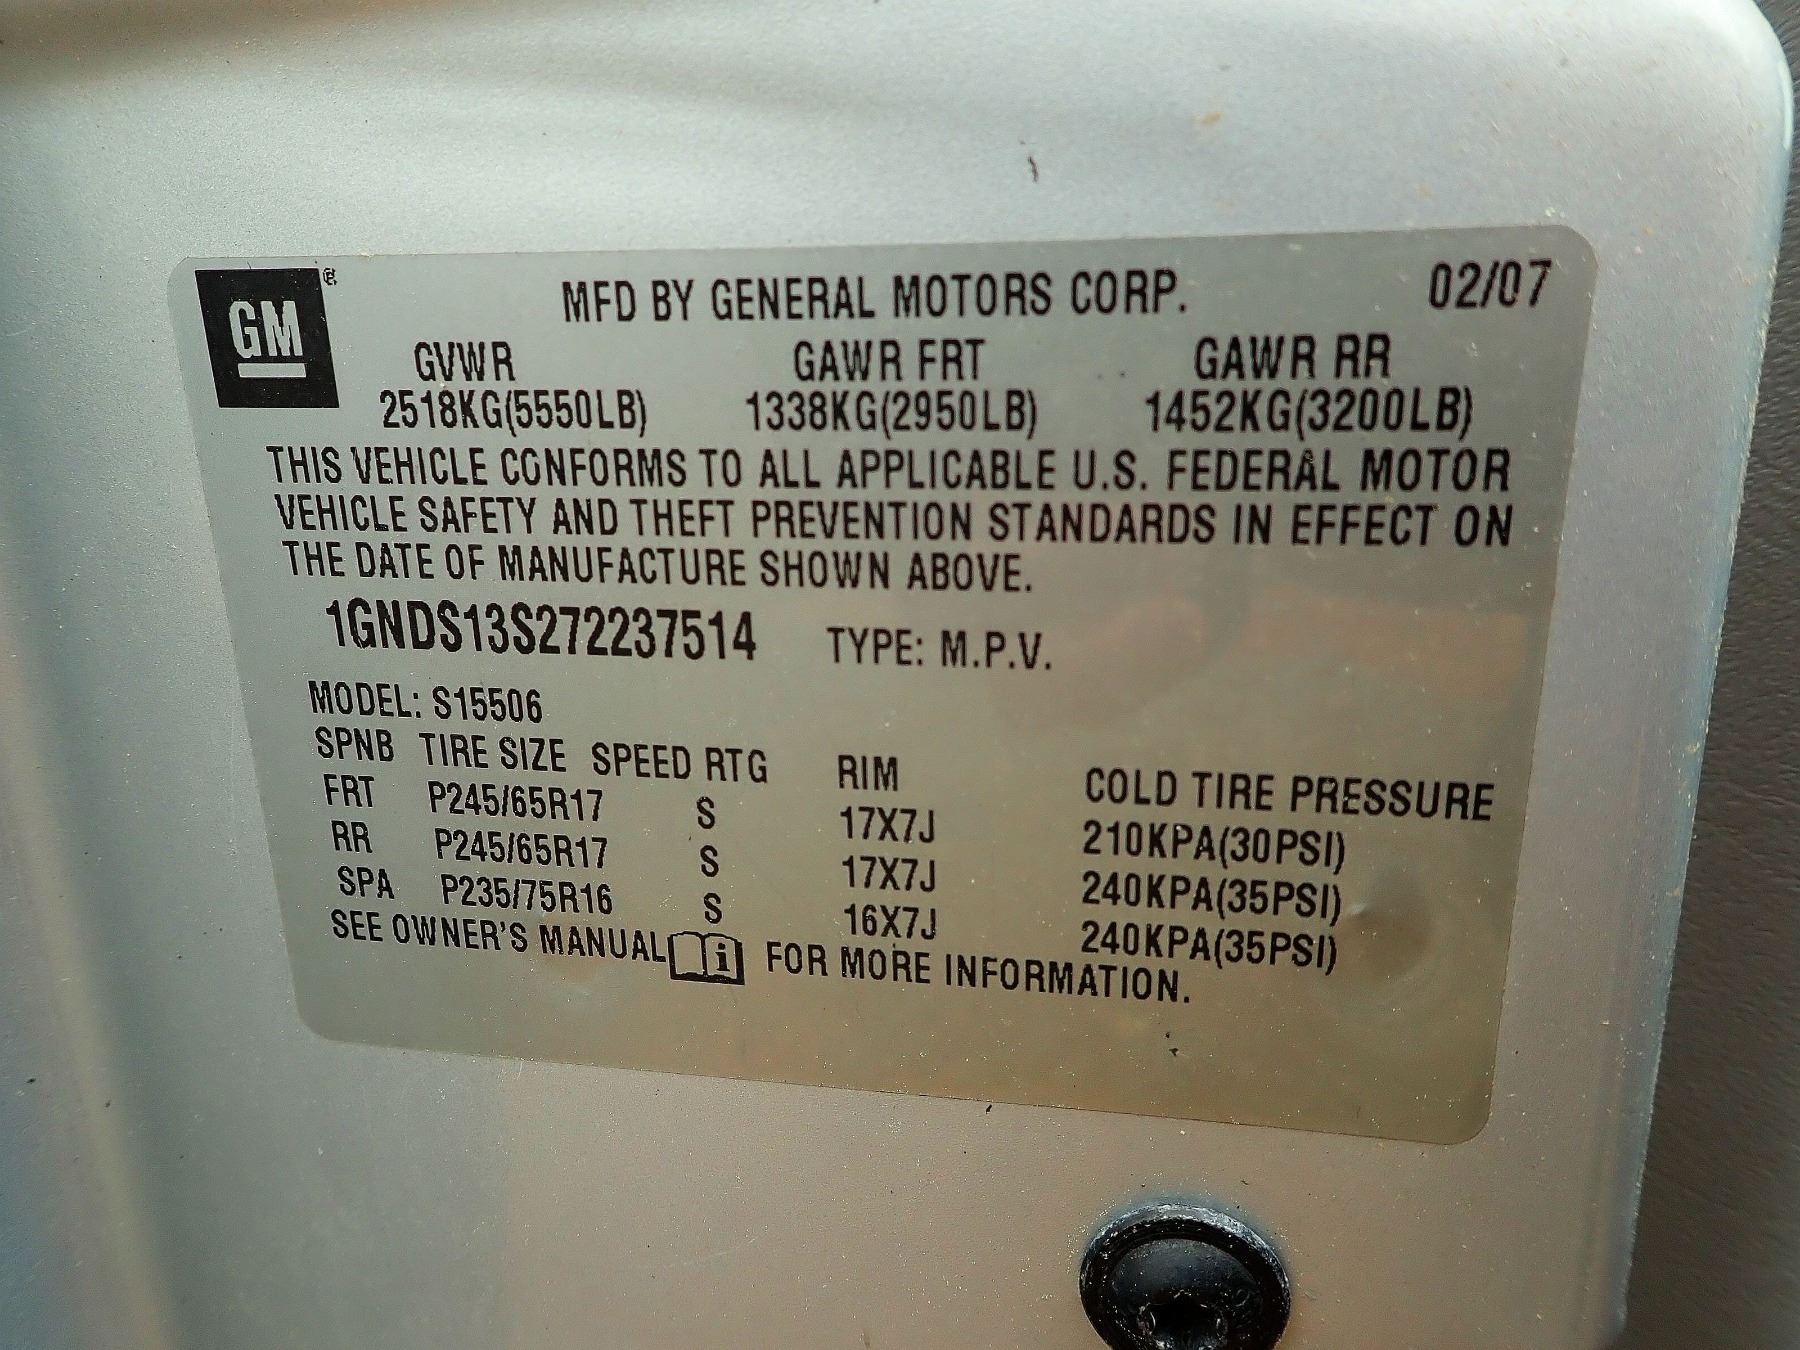 GM ® MFD BY GENERAL MOTORS CORP. 02/07
GVWR GAWR FRT GAWR RR
2518KG(5550LB) 1338KG(2950LB) 1452KG(3200LB)
THIS VEHICLE CONFORMS TO ALL APPLICABLE U.S. FEDERAL MOTOR
VEHICLE SAFETY AND THEFT PREVENTION STANDARDS IN EFFECT ON
THE DATE OF MANUFACTURE SHOWN ABOVE.
1GNDS13S272237514 TYPE: M.P.V.
MODEL: S15506
SPNB TIRE SIZE SPEED RTG RIM COLD TIRE PRESSURE
FRT P245/65R17 S 17X7J 210KPA(30PSI)
RR P245/65R17 S 17X7J 240KPA(35PSI)
SPA P235/75R16 S 16X7J 240KPA(35PSI)
SEE OWNER'S MANUAL i FOR MORE INFORMATION.